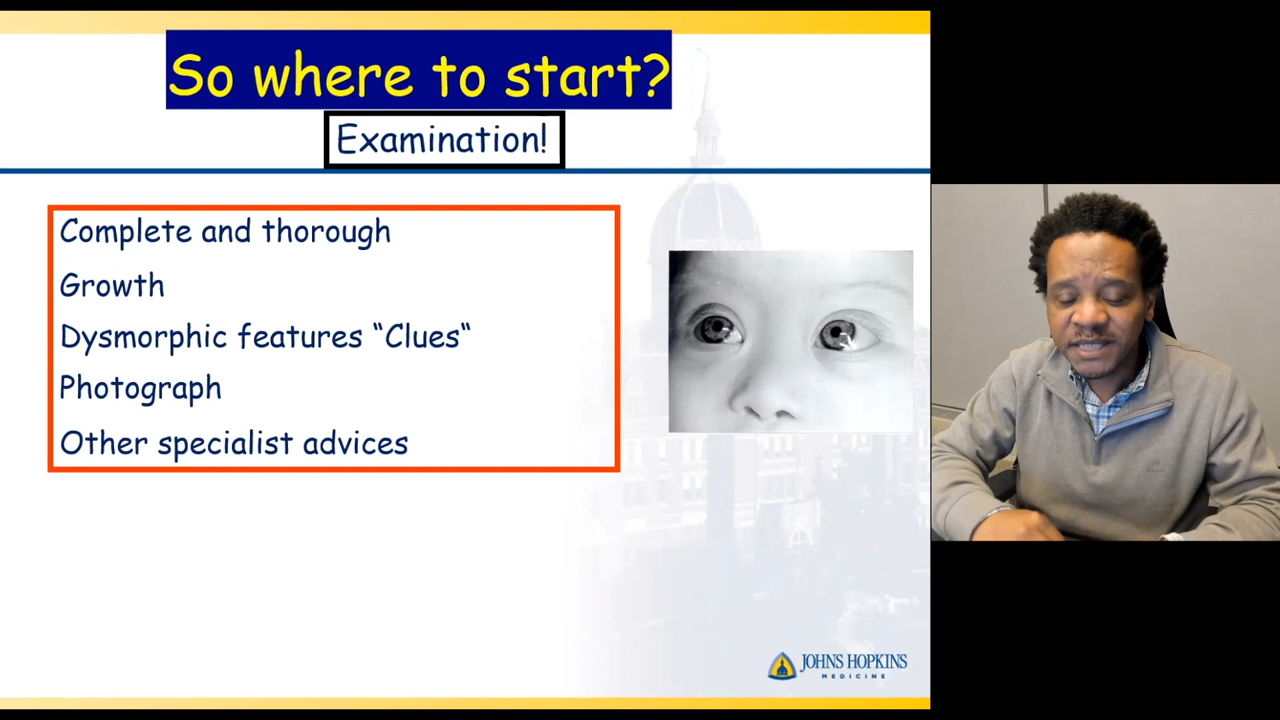 So where to start?
Examination!
Complete and thorough
Growth
Dysmorphic features “Clues“
Photograph
Other specialist advices
JOHNS HOPKINS
MEDICINE